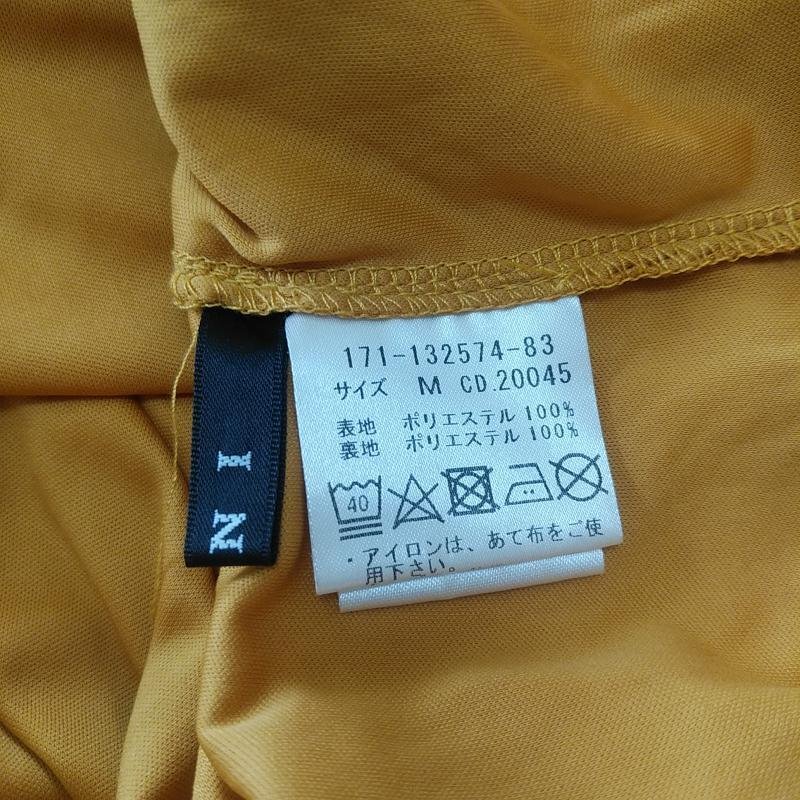 171-132574-83
サイズ M CD.20045
表地 ポリエステル 100%
裏地 ポリエステル 100%
40
・アイロンは、あて布をご使
用下さい。
I
N